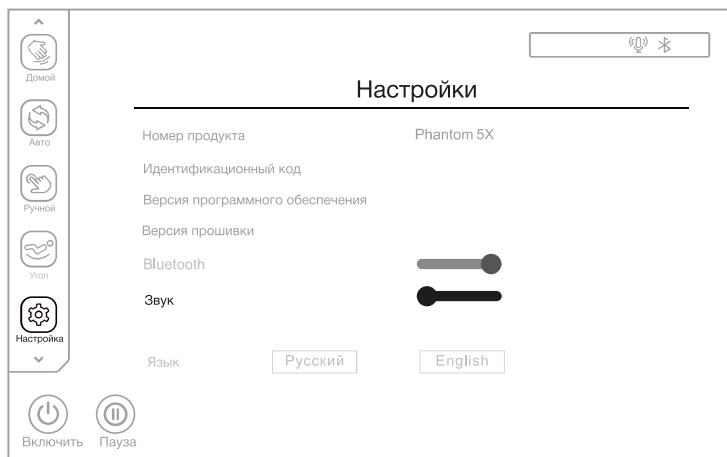 Домой
Авто
Ручной
Угол
Настройка
Настройки
Номер продукта Phantom 5X
Идентификационный код
Версия программного обеспечения
Версия прошивки
Bluetooth
Звук
Язык Русский English
Включить Пауза